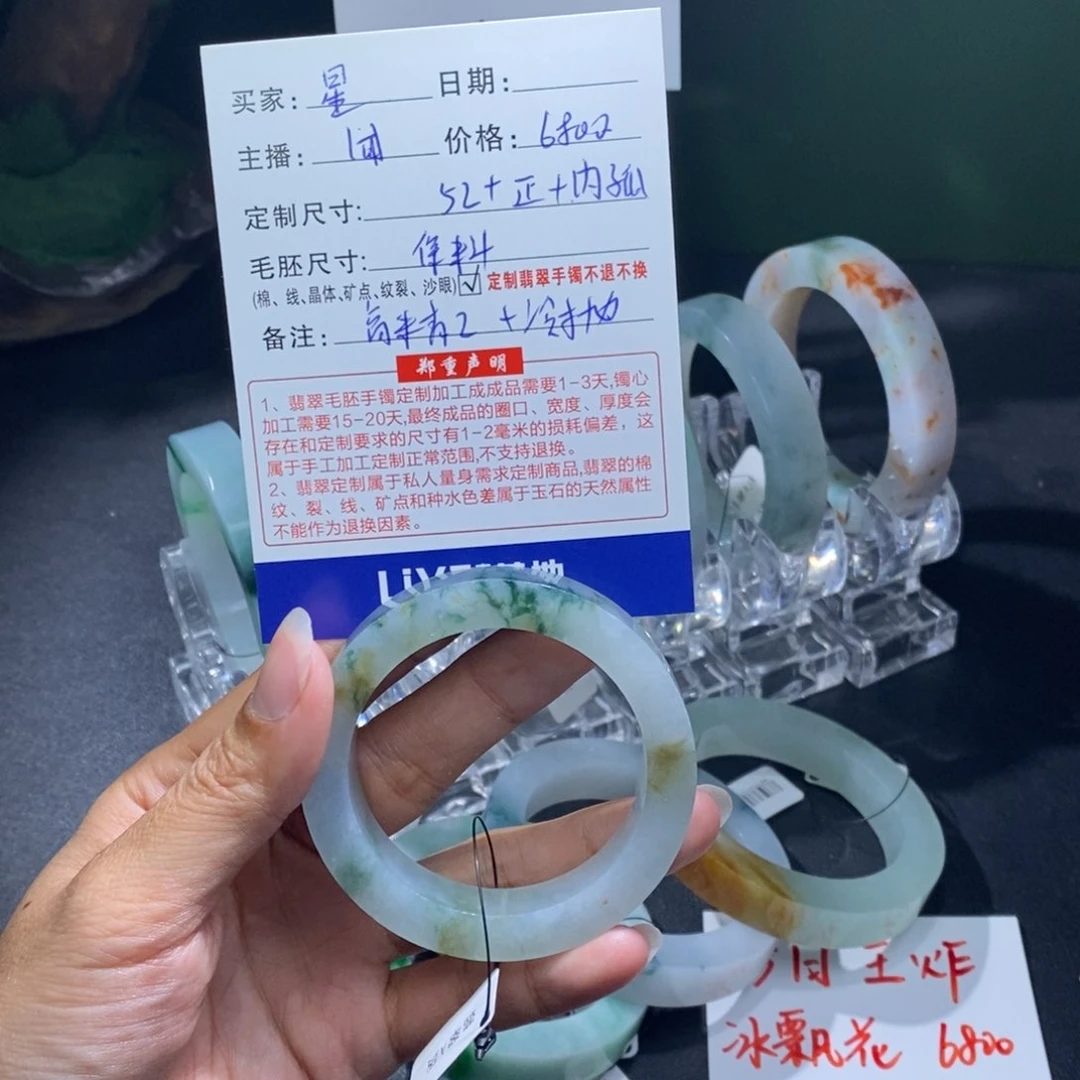 买家: 星 日期:
主播: 价格: 6800
定制尺寸: 52+正+内弧
毛胚尺寸: 保料
(棉、线、晶体、矿点、纹裂、沙眼) ☑ 定制翡翠手镯不退不换
备注:
郑重声明
1、翡翠毛胚手镯定制加工成成品需要1-3天,镯心
加工需要15-20天,最终成品的圈口、宽度、厚度会
存在和定制要求的尺寸有1-2毫米的损耗偏差，这
属于手工加工定制正常范围,不支持退换。
2、翡翠定制属于私人量身需求定制商品,翡翠的棉
纹、裂、线、矿点和种水色差属于玉石的天然属性
不能作为退换因素。
王炸
冰飘花 6800